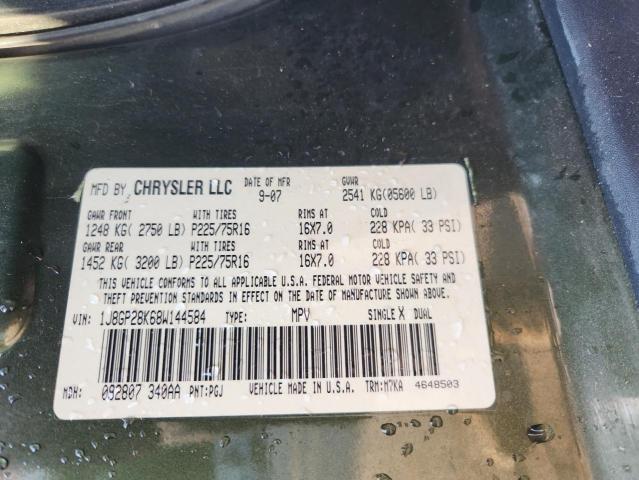 MFD BY CHRYSLER LLC DATE OF MFR 9-07 GVWR 2541 KG(05600 LB)
GAWR FRONT WITH TIRES RIMS AT COLD
1248 KG( 2750 LB) P225/75R16 16X7.0 228 KPA( 33 PSI)
GAWR REAR WITH TIRES RIMS AT COLD
1452 KG( 3200 LB) P225/75R16 16X7.0 228 KPA( 33 PSI)
THIS VEHICLE CONFORMS TO ALL APPLICABLE U.S.A. FEDERAL MOTOR VEHICLE SAFETY AND
THEFT PREVENTION STANDARDS IN EFFECT ON THE DATE OF MANUFACTURE SHOWN ABOVE.
VIN: 1J8GP28K68W144584 TYPE: MPV SINGLE X DUAL
MDH: 092807 340AA PNT:PGJ VEHICLE MADE IN U.S.A. TRM:M7KA 4648503